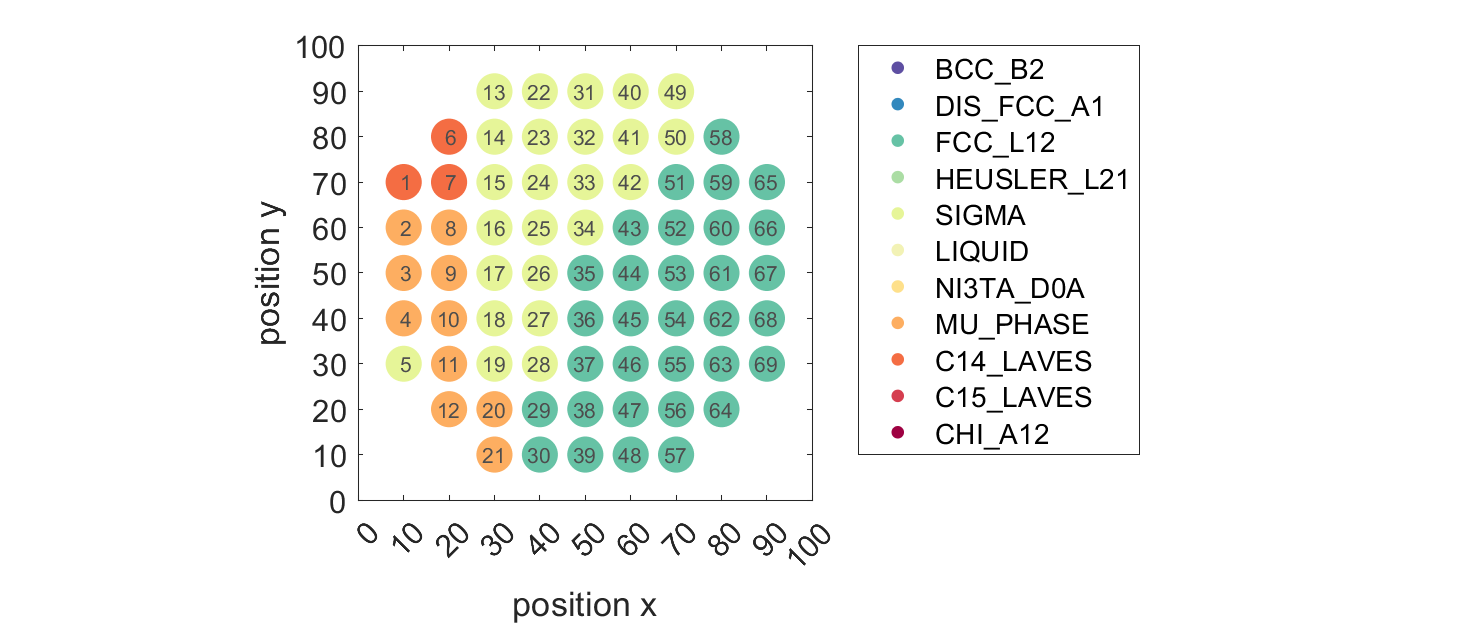 100
90 13 22 31 40 49
80 6 14 23 32 41 50 58
70 1 7 15 24 33 42 51 59 65
60 2 8 16 25 34 43 52 60 66
50 3 9 17 26 35 44 53 61 67
40 4 10 18 27 36 45 54 62 68
30 5 11 19 28 37 46 55 63 69
20 12 20 29 38 47 56 64
10 21 30 39 48 57
0
0 10 20 30 40 50 60 70 80 90 100
position x
position y
BCC_B2
DIS_FCC_A1
FCC_L12
HEUSLER_L21
SIGMA
LIQUID
NI3TA_D0A
MU_PHASE
C14_LAVES
C15_LAVES
CHI_A12